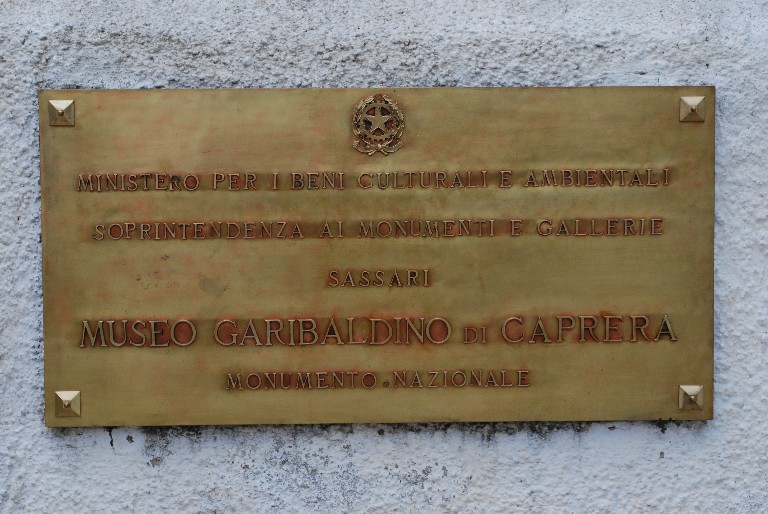 MINISTERO PER I BENI CULTURALI E AMBIENTALI
SOPRINTENDENZA AI MONUMENTI E GALLERIE
SASSARI
MUSEO GARIBALDINO DI CAPRERA
MONUMENTO NAZIONALE